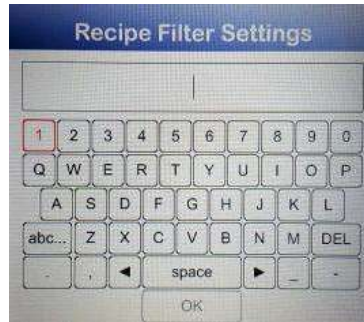 Recipe Filter Settings
1 2 3 4 5 6 7 8 9 0
Q W E R T Y U I O P
A S D F G H J K L
abc... Z X C V B N M DEL
. , ◄ space ► _ -
OK